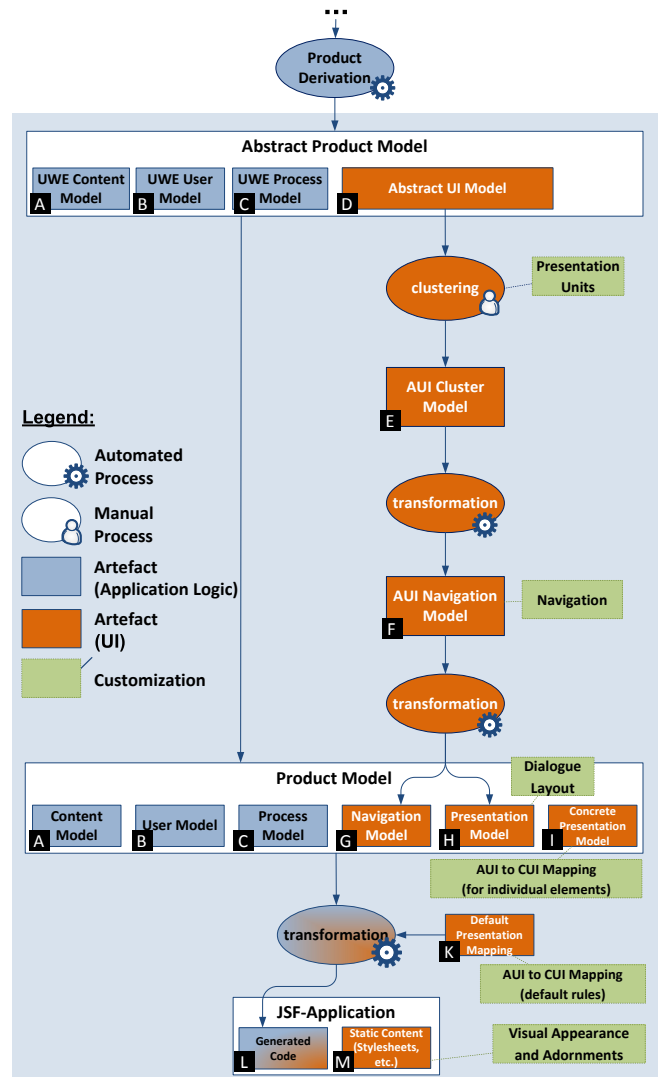 ...
Product
Derivation
Abstract Product Model
UWE Content
Model
A
UWE User
Model
B
UWE Process
Model
C
Abstract UI Model
D
clustering
Presentation
Units
AUI Cluster
Model
E
Legend:
Automated
Process
Manual
Process
Artefact
(Application Logic)
Artefact
(UI)
Customization
transformation
AUI Navigation
Model
F
Navigation
transformation
Product Model
Dialogue
Layout
Content
Model
A
User Model
B
Process
Model
C
Navigation
Model
G
Presentation
Model
H
Concrete
Presentation
Model
I
AUI to CUI Mapping
(for individual elements)
transformation
Default
Presentation
Mapping
K
AUI to CUI Mapping
(default rules)
JSF-Application
Generated
Code
L
Static Content
(Stylesheets,
etc.)
M
Visual Appearance
and Adornments